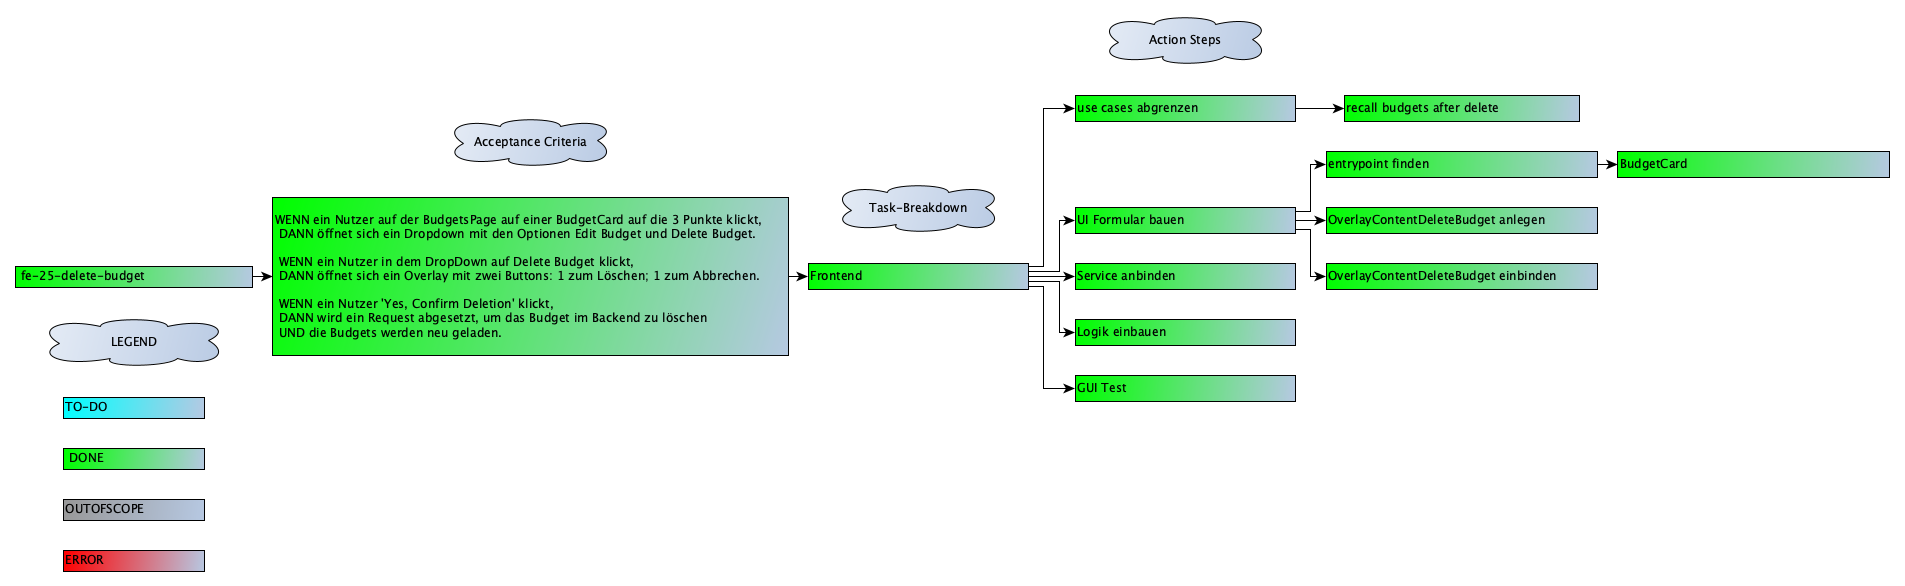 Action Steps
use cases abgrenzen
recall budgets after delete
Acceptance Criteria
entrypoint finden
BudgetCard
Task-Breakdown
WENN ein Nutzer auf der BudgetsPage auf einer BudgetCard auf die 3 Punkte klickt,
DANN öffnet sich ein Dropdown mit den Optionen Edit Budget und Delete Budget.
WENN ein Nutzer in dem DropDown auf Delete Budget klickt,
DANN öffnet sich ein Overlay mit zwei Buttons: 1 zum Löschen; 1 zum Abbrechen.
WENN ein Nutzer 'Yes, Confirm Deletion' klickt,
DANN wird ein Request abgesetzt, um das Budget im Backend zu löschen
UND die Budgets werden neu geladen.
UI Formular bauen
OverlayContentDeleteBudget anlegen
fe-25-delete-budget
Frontend
Service anbinden
OverlayContentDeleteBudget einbinden
Logik einbauen
GUI Test
LEGEND
TO-DO
DONE
OUTOFSCOPE
ERROR